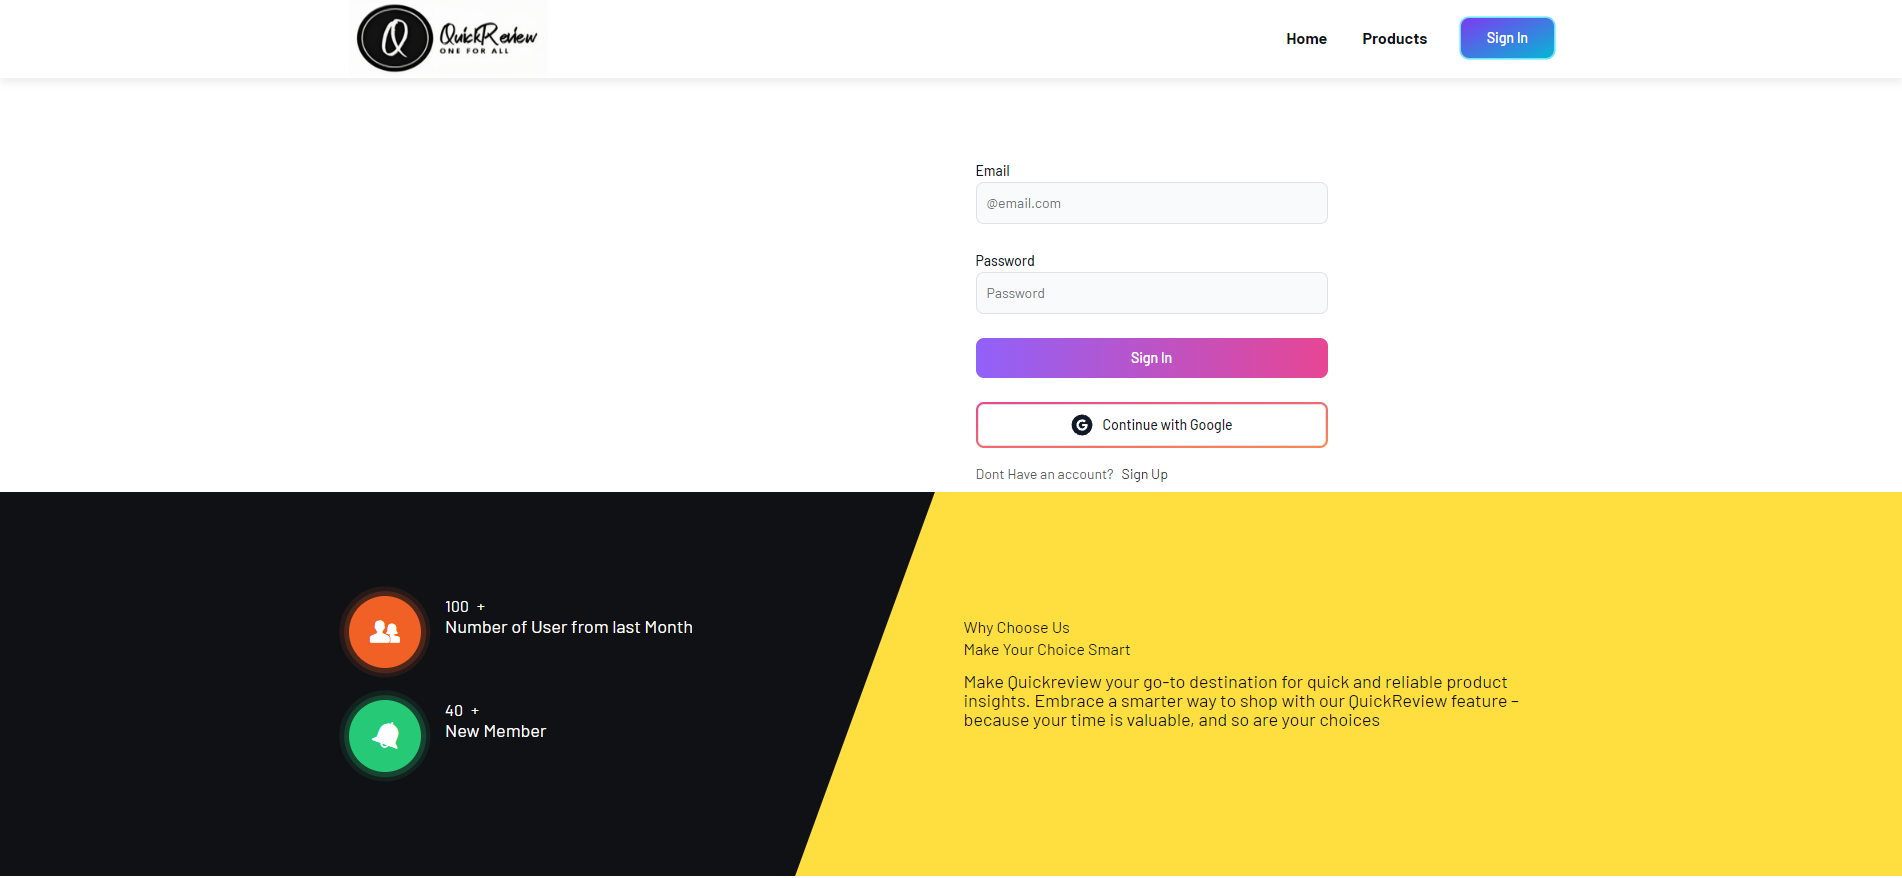 Q
QuickReview
ONE FOR ALL
Home
Products
Sign In
Email
@email.com
Password
Password
Sign In
G Continue with Google
Dont Have an account? Sign Up
100 +
Number of User from last Month
40 +
New Member
Why Choose Us
Make Your Choice Smart
Make Quickreview your go-to destination for quick and reliable product
insights. Embrace a smarter way to shop with our QuickReview feature –
because your time is valuable, and so are your choices